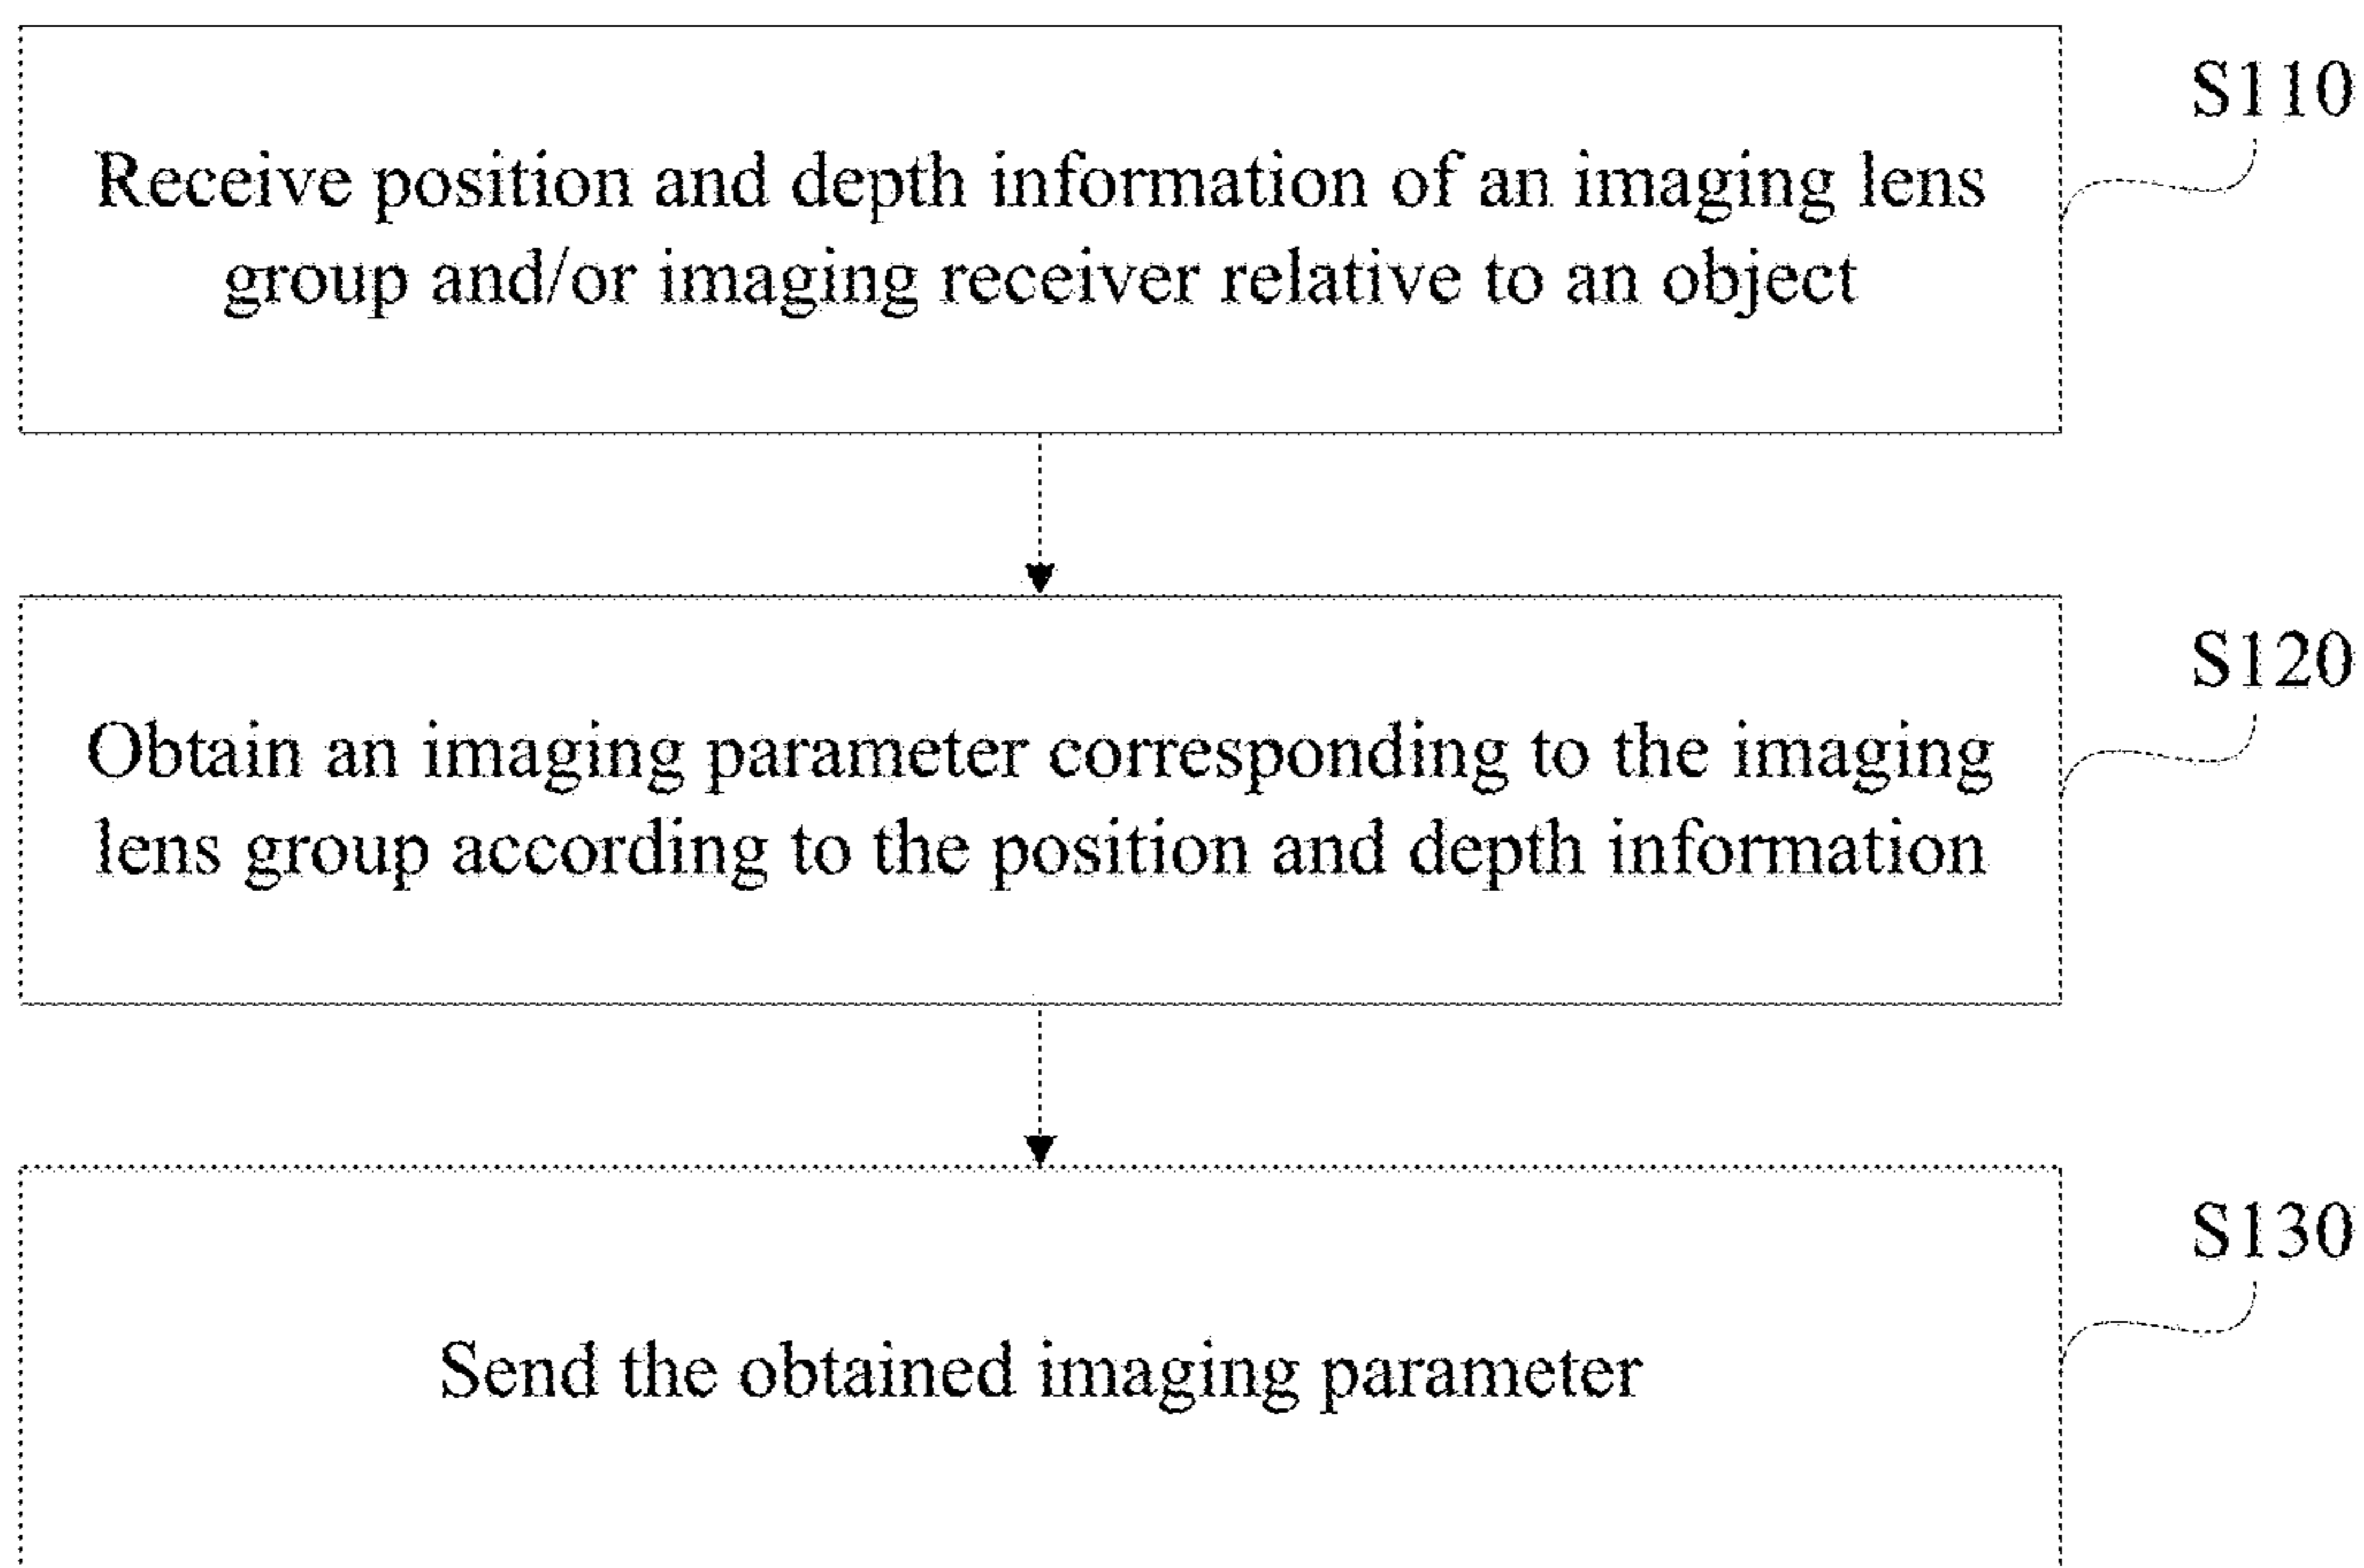 S110
Receive position and depth information of an imaging lens
group and/or imaging receiver relative to an object
S120
Obtain an imaging parameter corresponding to the imaging
lens group according to the position and depth information
S130
Send the obtained imaging parameter